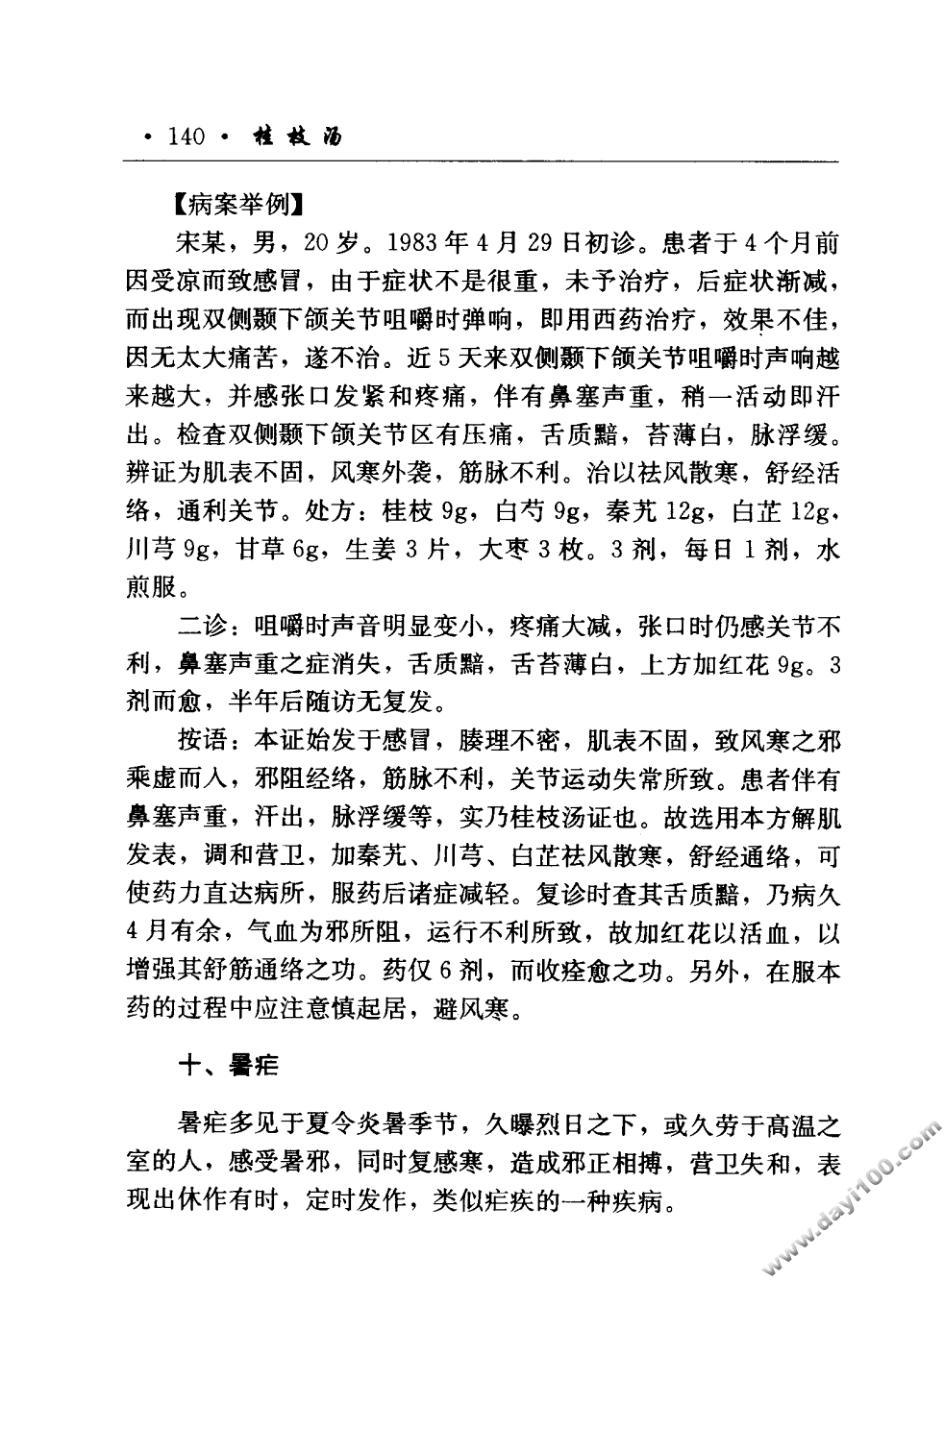 ·140· 桂枝汤
【病案举例】
宋某，男，20岁。1983年4月29日初诊。患者于4个月前
因受凉而致感冒，由于症状不是很重，未予治疗，后症状渐减，
而出现双侧颞下颌关节咀嚼时弹响，即用西药治疗，效果不佳，
因无太大痛苦，遂不治。近5天来双侧颞下颌关节咀嚼时声响越
来越大，并感张口发紧和疼痛，伴有鼻塞声重，稍一活动即汗
出。检查双侧颞下颌关节区有压痛，舌质黯，苔薄白，脉浮缓。
辨证为肌表不固，风寒外袭，筋脉不利。治以祛风散寒，舒经活
络，通利关节。处方：桂枝9g，白芍9g，秦艽12g，白芷12g，
川芎9g，甘草6g，生姜3片，大枣3枚。3剂，每日1剂，水
煎服。
二诊：咀嚼时声音明显变小，疼痛大减，张口时仍感关节不
利，鼻塞声重之症消失，舌质黯，舌苔薄白，上方加红花9g。3
剂而愈，半年后随访无复发。
按语：本证始发于感冒，腠理不密，肌表不固，致风寒之邪
乘虚而入，邪阻经络，筋脉不利，关节运动失常所致。患者伴有
鼻塞声重，汗出，脉浮缓等，实乃桂枝汤证也。故选用本方解肌
发表，调和营卫，加秦艽、川芎、白芷祛风散寒，舒经通络，可
使药力直达病所，服药后诸症减轻。复诊时查其舌质黯，乃病久
4月有余，气血为邪所阻，运行不利所致，故加红花以活血，以
增强其舒筋通络之功。药仅6剂，而收痊愈之功。另外，在服本
药的过程中应注意慎起居，避风寒。
十、暑疟
暑疟多见于夏令炎暑季节，久曝烈日之下，或久劳于高温之
室的人，感受暑邪，同时复感寒，造成邪正相搏，营卫失和，表
现出休作有时，定时发作，类似疟疾的一种疾病。
www.dayi100.com